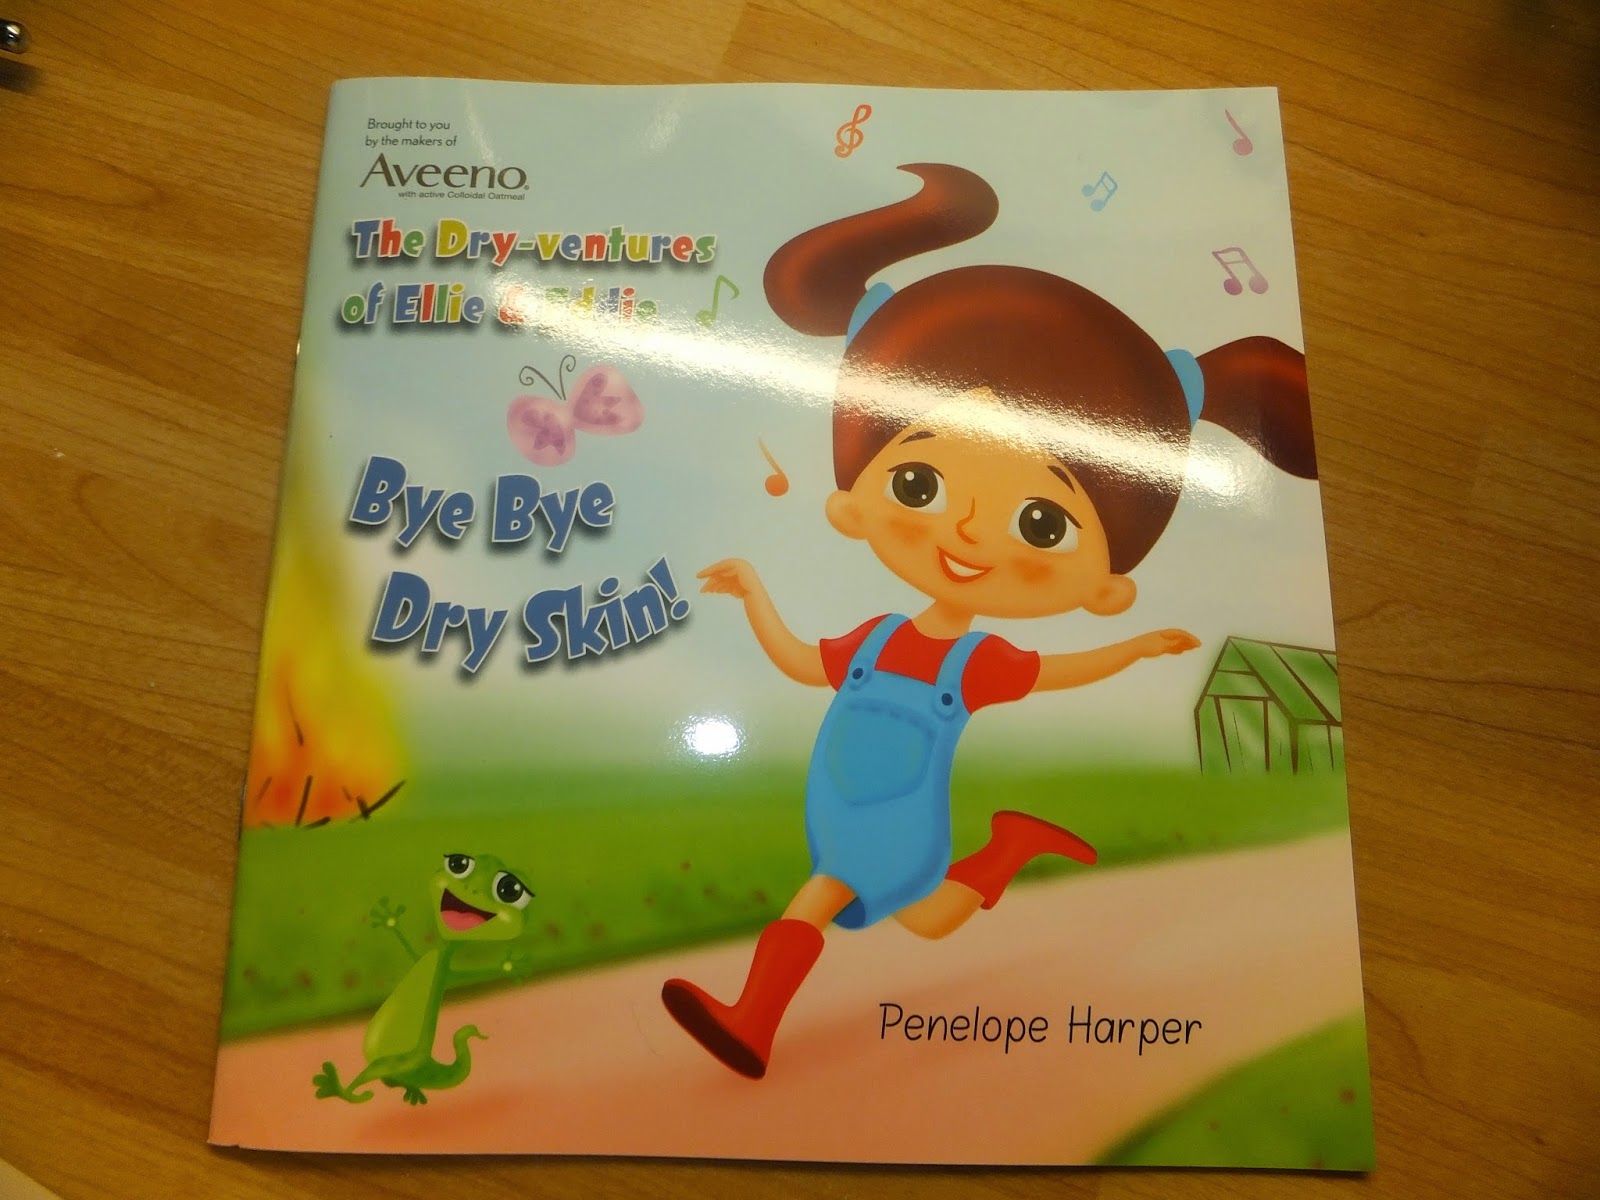 Brought to you
by the makers of
Aveeno®
with active Colloidal Oatmeal
The Dry-ventures
of Ellie & Eddie
Bye Bye
Dry Skin!
Penelope Harper